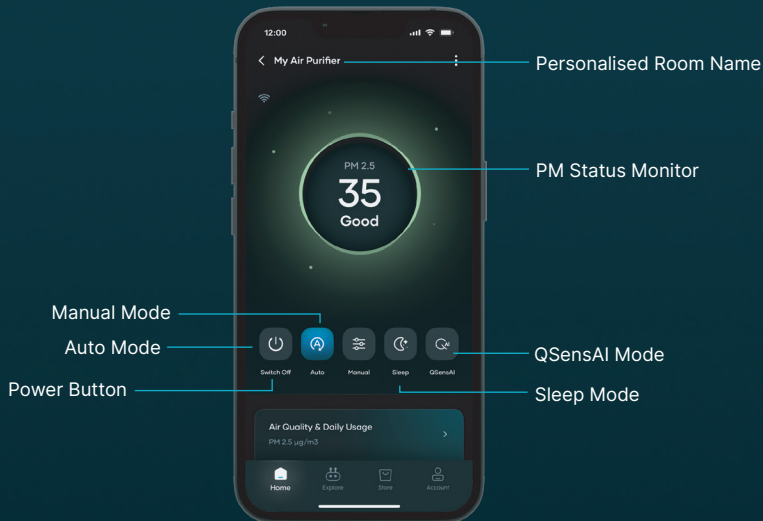 12:00
My Air Purifier
Personalised Room Name
PM 2.5
35
Good
PM Status Monitor
Manual Mode
Auto Mode
Power Button
Switch Off
Auto
Manual
Sleep
QSensAI
AI
QSensAI Mode
Sleep Mode
Air Quality & Daily Usage
PM 2.5 µg/m3
Home
Explore
Store
Account